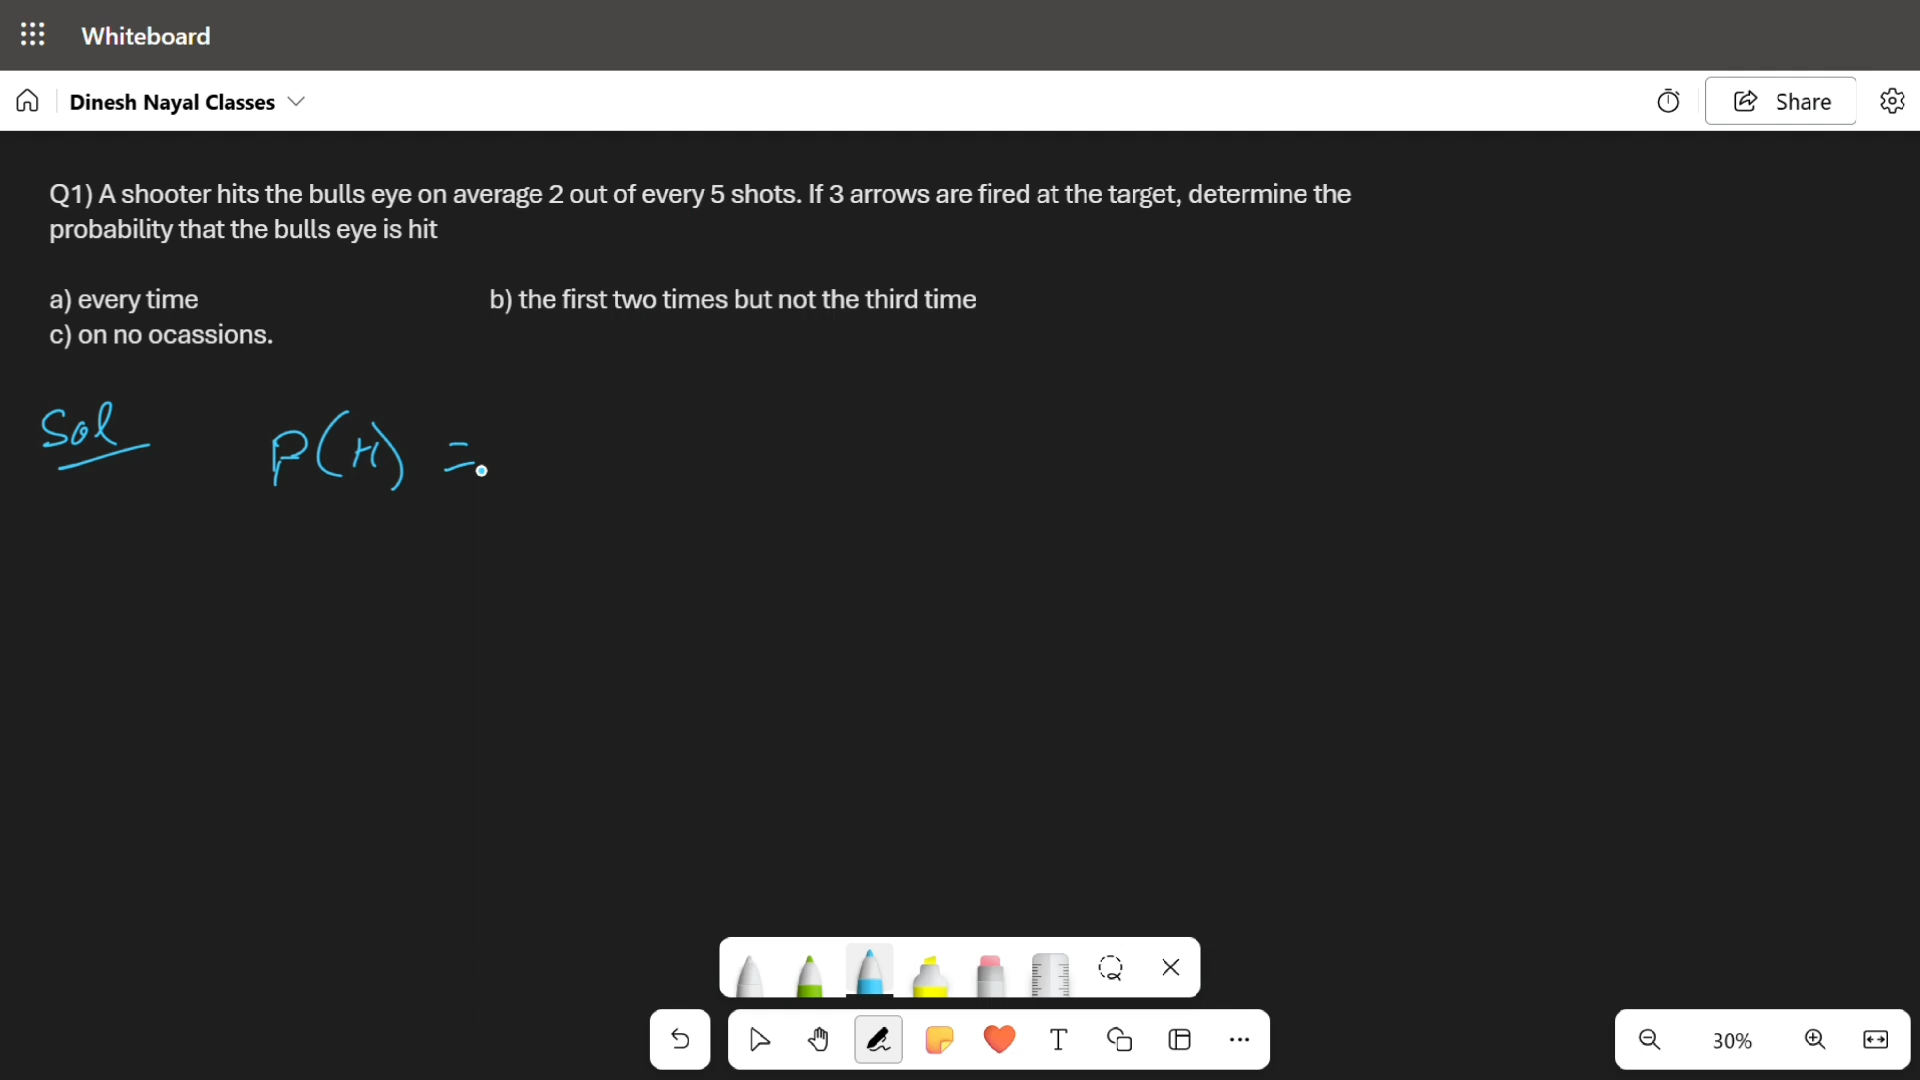 Whiteboard
Dinesh Nayal Classes
Share
Q1) A shooter hits the bulls eye on average 2 out of every 5 shots. If 3 arrows are fired at the target, determine the
probability that the bulls eye is hit
a) every time b) the first two times but not the third time
c) on no ocassions.
Sol P(H) =
T
30%